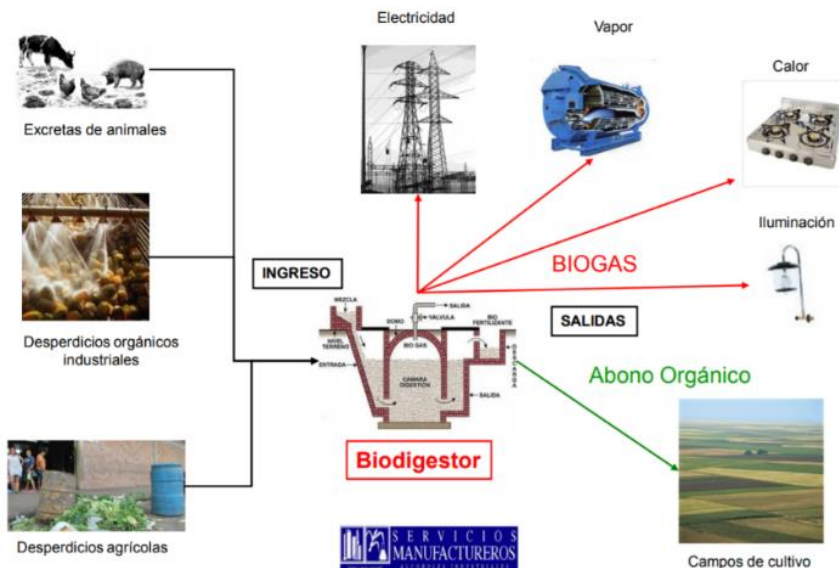 Electricidad
Vapor
Calor
Excretas de animales
Iluminación
BIOGAS
INGRESO
SALIDAS
MEZCLA
SALIDA
VALVULA
DOMO
BIO
FERTILIZANTE
NIVEL
TERRENO
BIO GAS
ENTRADA
CAMARA
DIGESTIÓN
SALIDA
DESCARGA
Desperdicios orgánicos
industriales
Abono Orgánico
Biodigestor
Desperdicios agrícolas
SERVICIOS
MANUFACTUREROS
Campos de cultivo